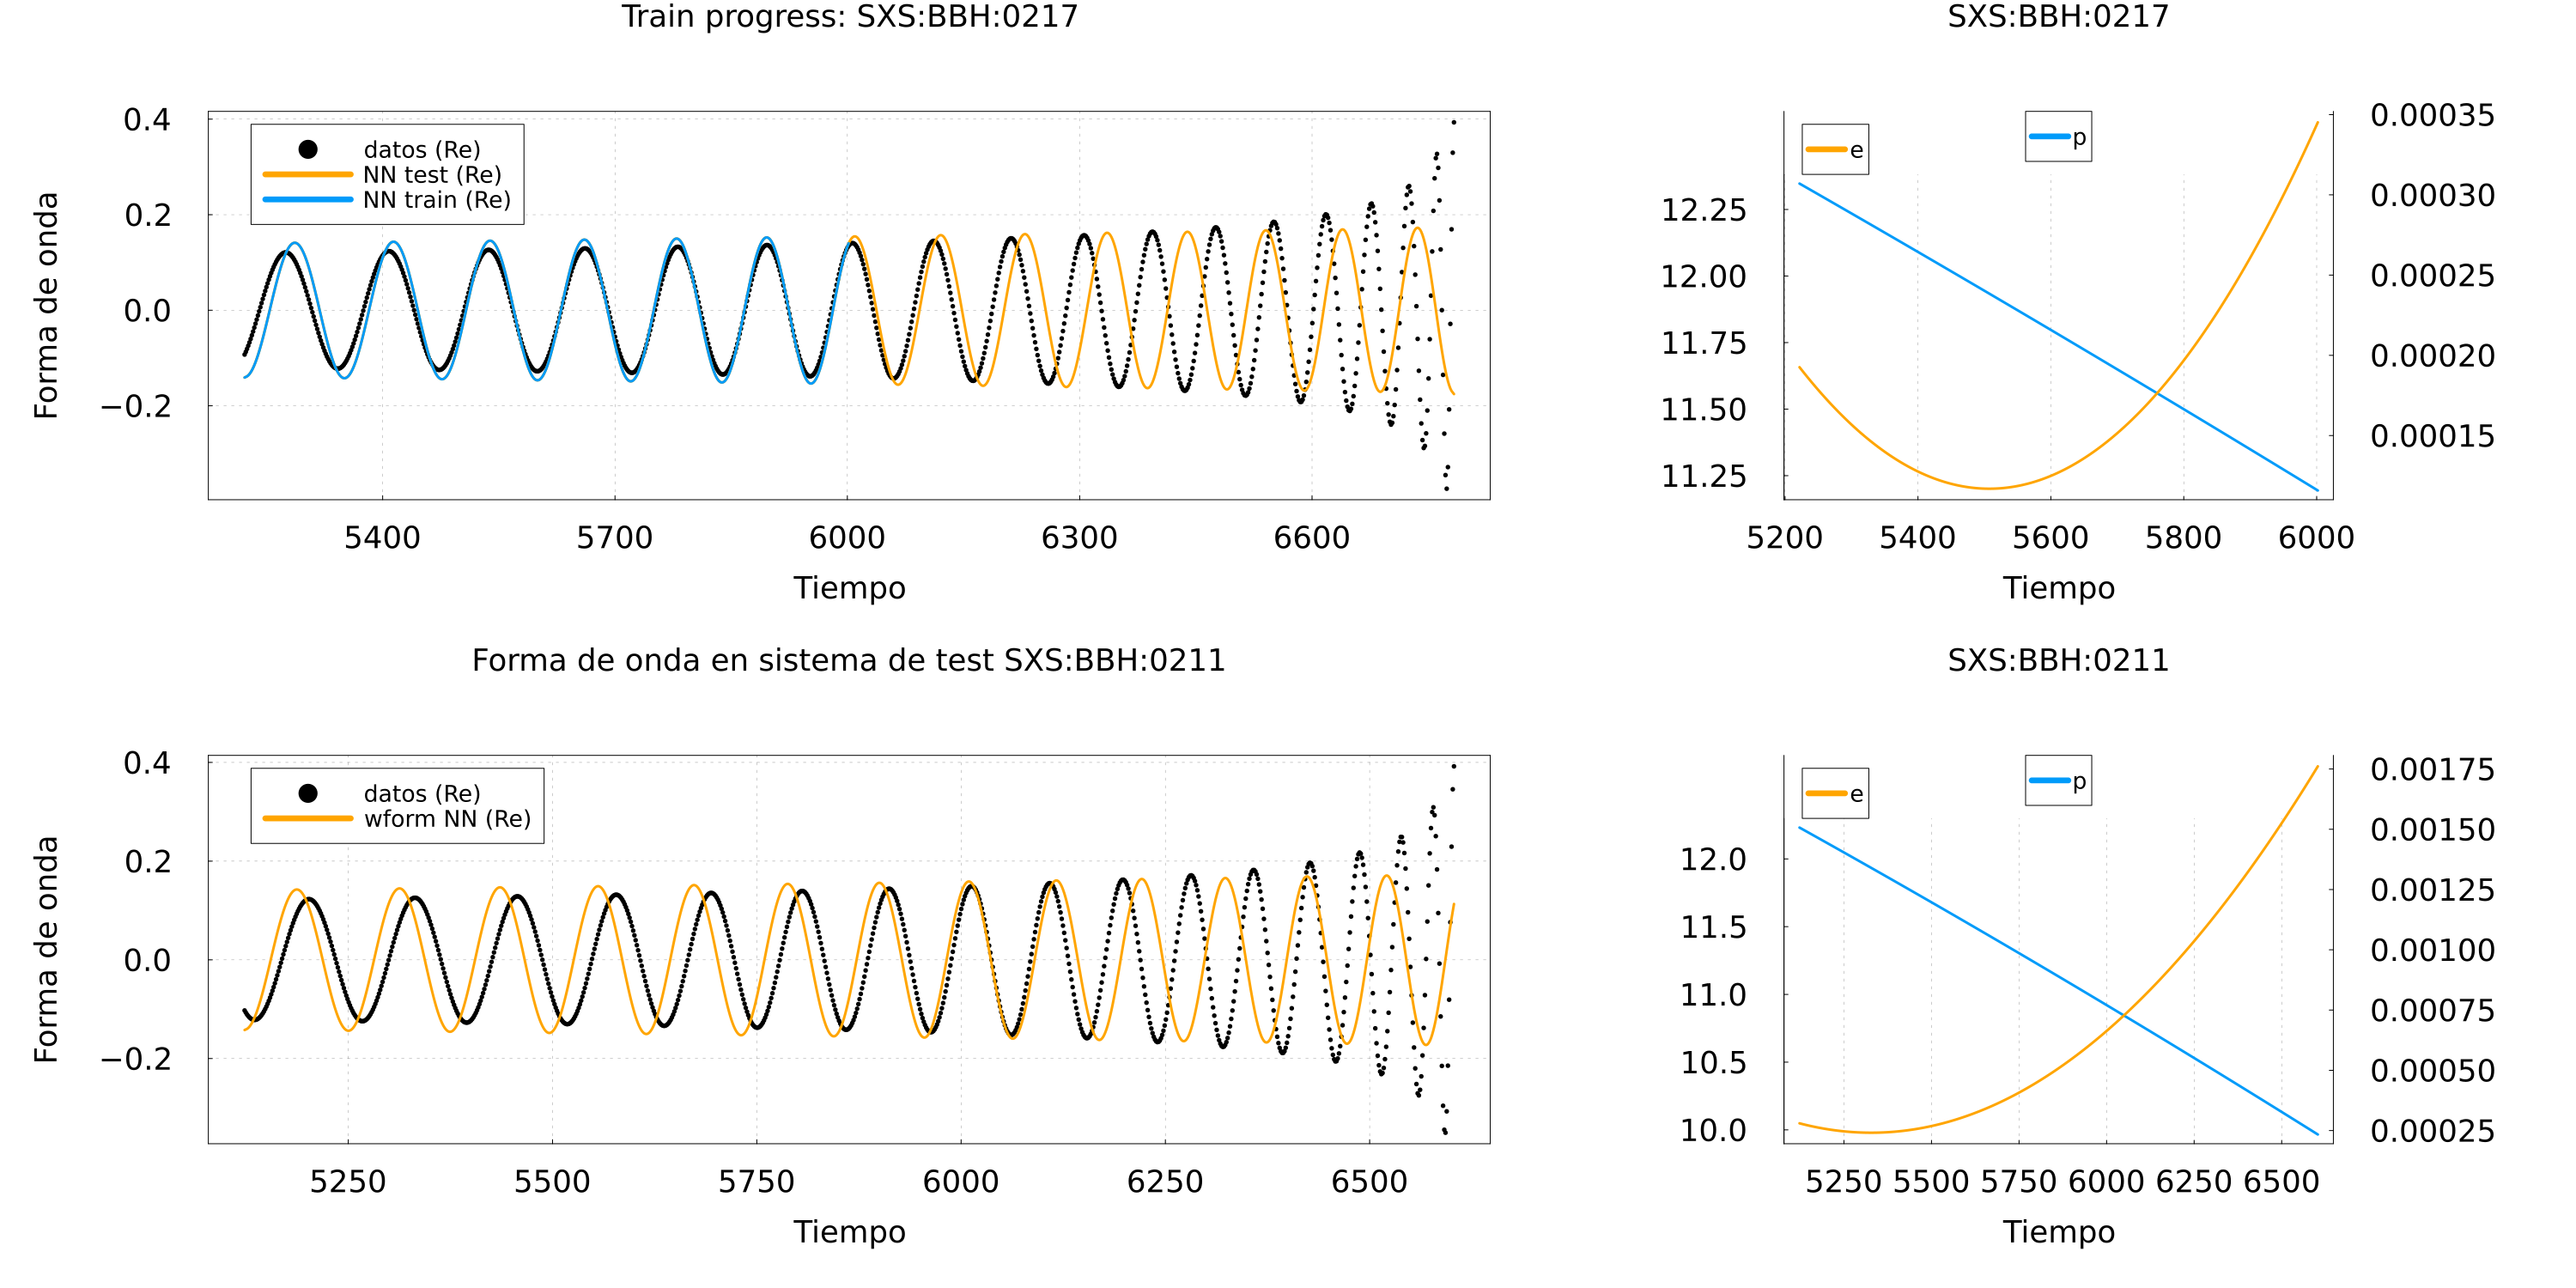 Train progress: SXS:BBH:0217
0.4
0.2
0.0
−0.2
Forma de onda
datos (Re)
NN test (Re)
NN train (Re)
5400 5700 6000 6300 6600
Tiempo
SXS:BBH:0217
e
p
12.25
12.00
11.75
11.50
11.25
0.00035
0.00030
0.00025
0.00020
0.00015
5200 5400 5600 5800 6000
Tiempo
Forma de onda en sistema de test SXS:BBH:0211
0.4
0.2
0.0
−0.2
Forma de onda
datos (Re)
wform NN (Re)
5250 5500 5750 6000 6250 6500
Tiempo
SXS:BBH:0211
e
p
12.0
11.5
11.0
10.5
10.0
0.00175
0.00150
0.00125
0.00100
0.00075
0.00050
0.00025
5250 5500 5750 6000 6250 6500
Tiempo